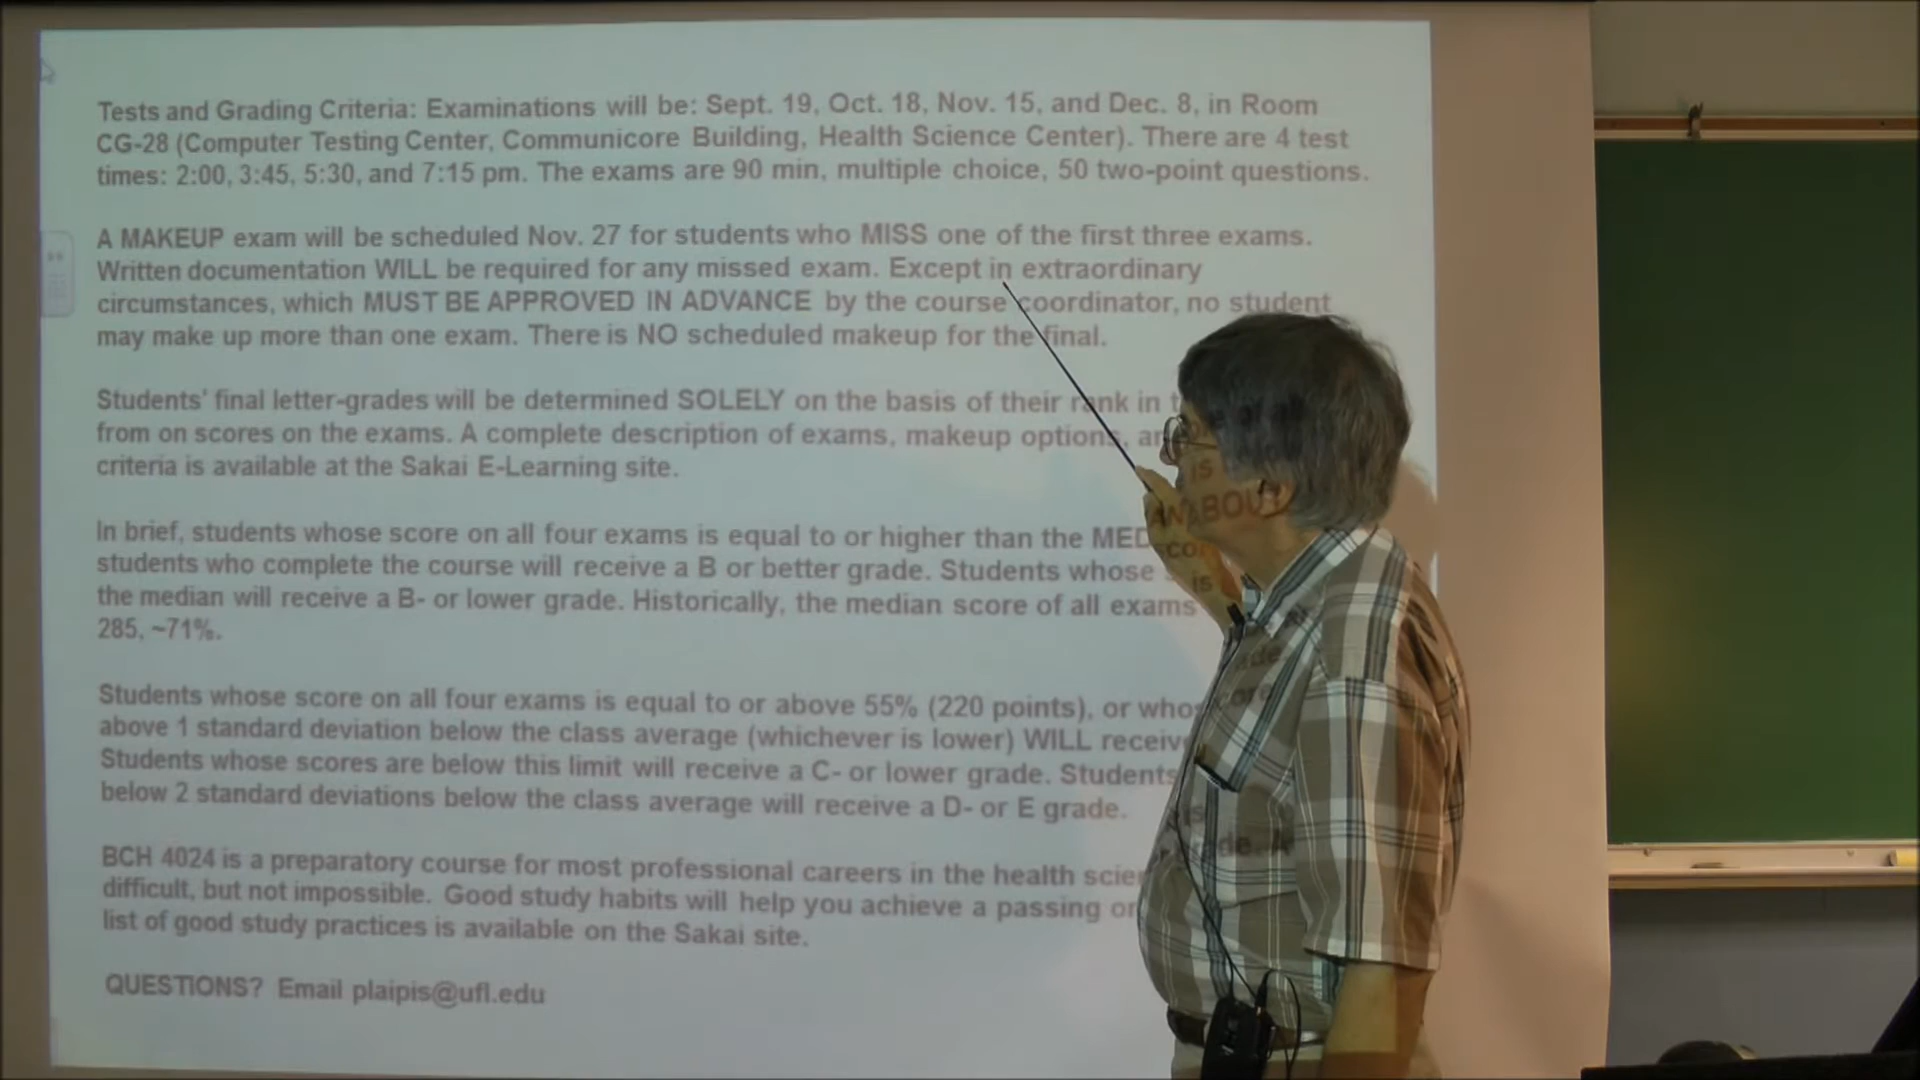 Tests and Grading Criteria: Examinations will be: Sept. 19, Oct. 18, Nov. 15, and Dec. 8, in Room
CG-28 (Computer Testing Center, Communicore Building, Health Science Center). There are 4 test
times: 2:00, 3:45, 5:30, and 7:15 pm. The exams are 90 min, multiple choice, 50 two-point questions.
A MAKEUP exam will be scheduled Nov. 27 for students who MISS one of the first three exams.
Written documentation WILL be required for any missed exam. Except in extraordinary
circumstances, which MUST BE APPROVED IN ADVANCE by the course coordinator, no student
may make up more than one exam. There is NO scheduled makeup for the final.
Students' final letter-grades will be determined SOLELY on the basis of their rank in
from on scores on the exams. A complete description of exams, makeup options,
criteria is available at the Sakai E-Learning site.
In brief, students whose score on all four exams is equal to or higher than the
students who complete the course will receive a B or better grade. Students whose is
the median will receive a B- or lower grade. Historically, the median score of all exams
285, ~71%.
Students whose score on all four exams is equal to or above 55% (220 points), or
above 1 standard deviation below the class average (whichever is lower) WILL
Students whose scores are below this limit will receive a C- or lower grade. Students
below 2 standard deviations below the class average will receive a D- or E grade.
BCH 4024 is a preparatory course for most professional careers in the health
difficult, but not impossible. Good study habits will help you achieve a passing
list of good study practices is available on the Sakai site.
QUESTIONS? Email plaipis@ufl.edu